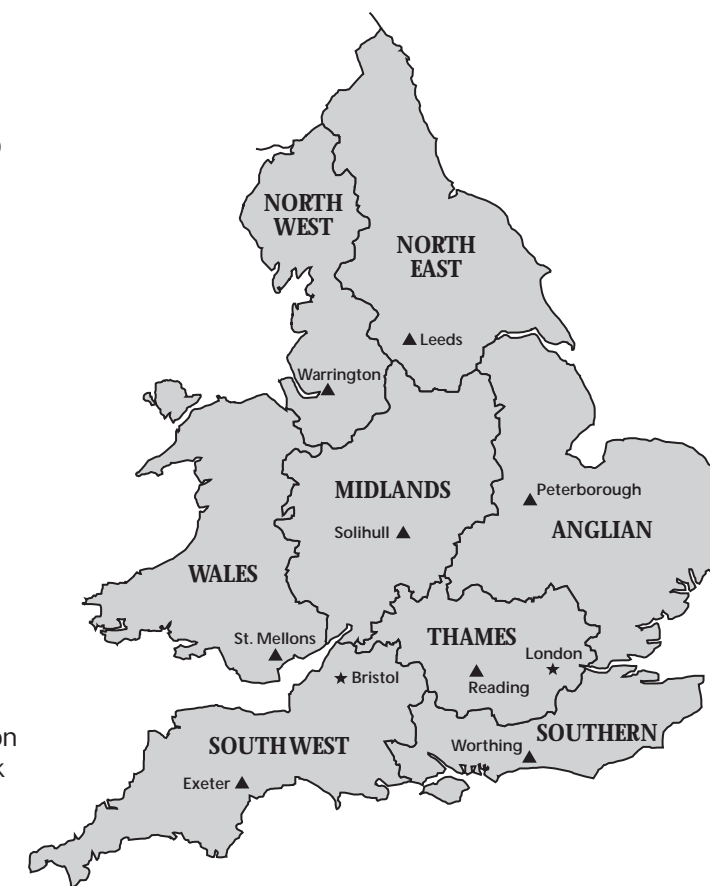 )
NORTH
WEST
NORTH
EAST
Leeds
Warrington
MIDLANDS
Peterborough
Solihull
ANGLIAN
WALES
St. Mellons
THAMES
London
Bristol
Reading
on
k
SOUTHERN
SOUTH WEST
Worthing
Exeter